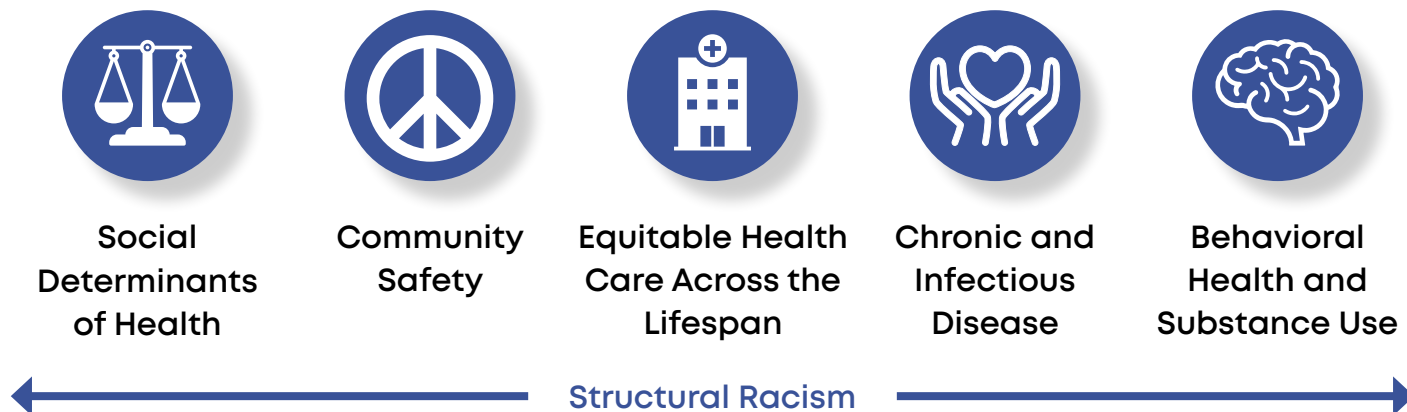 Social
Determinants
of Health
Community
Safety
Equitable Health
Care Across the
Lifespan
Chronic and
Infectious
Disease
Behavioral
Health and
Substance Use
Structural Racism